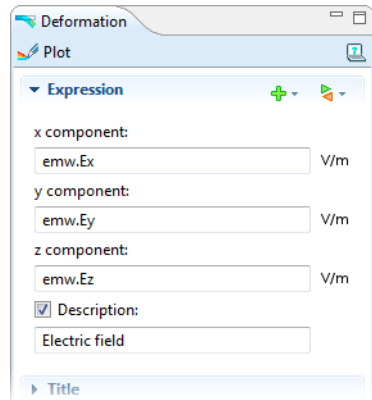 Deformation
Plot
Expression
x component:
emw.Ex V/m
y component:
emw.Ey V/m
z component:
emw.Ez V/m
Description:
Electric field
Title